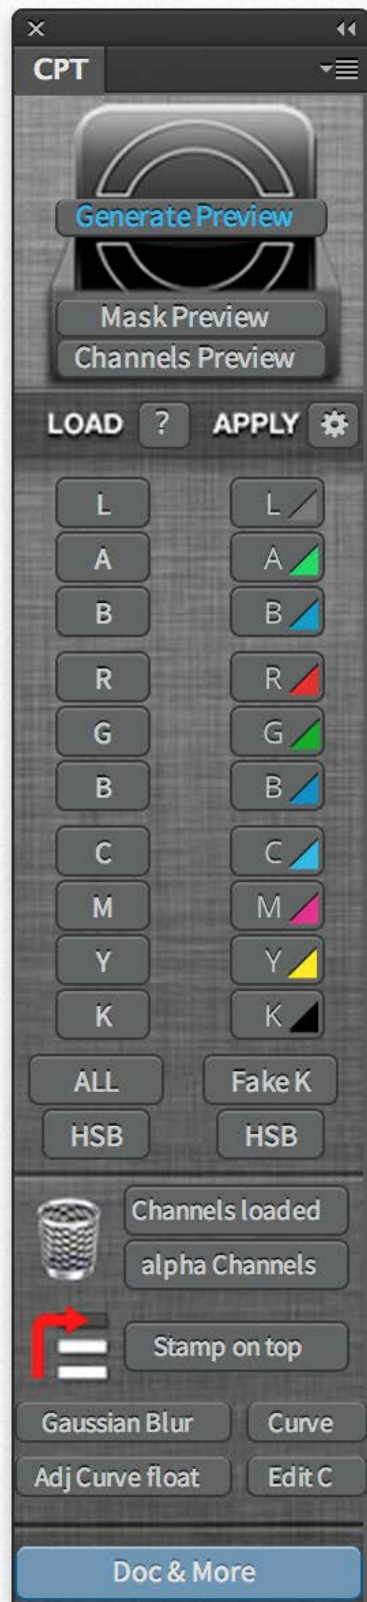 CPT
Generate Preview
Mask Preview
Channels Preview
LOAD ? APPLY
L L
A A
B B
R R
G G
B B
C C
M M
Y Y
K K
ALL Fake K
HSB HSB
Channels loaded
alpha Channels
Stamp on top
Gaussian Blur Curve
Adj Curve float Edit C
Doc & More